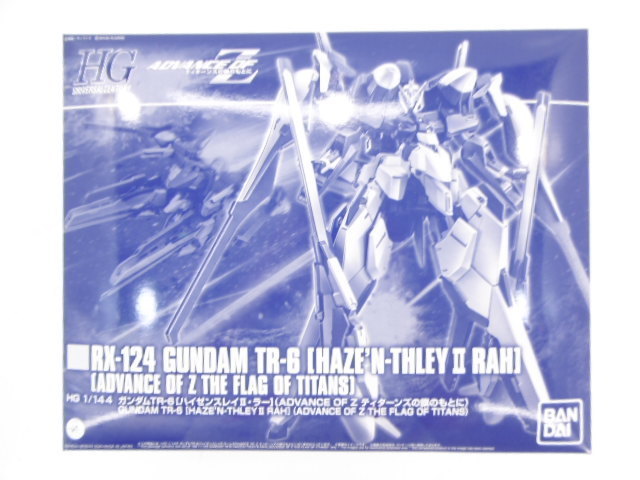 HG
UNIVERSAL CENTURY
ADVANCE OF Z
ティターンズの旗のもとに
RX-124 GUNDAM TR-6 [HAZE'N-THLEY II RAH]
[ADVANCE OF Z THE FLAG OF TITANS]
HG 1/144 ガンダムTR-6[ハイゼンスレイⅡ・ラー](ADVANCE OF Z ティターンズの旗のもとに)
GUNDAM TR-6 [HAZE'N-THLEY II RAH] (ADVANCE OF Z THE FLAG OF TITANS)
BAN
DAI